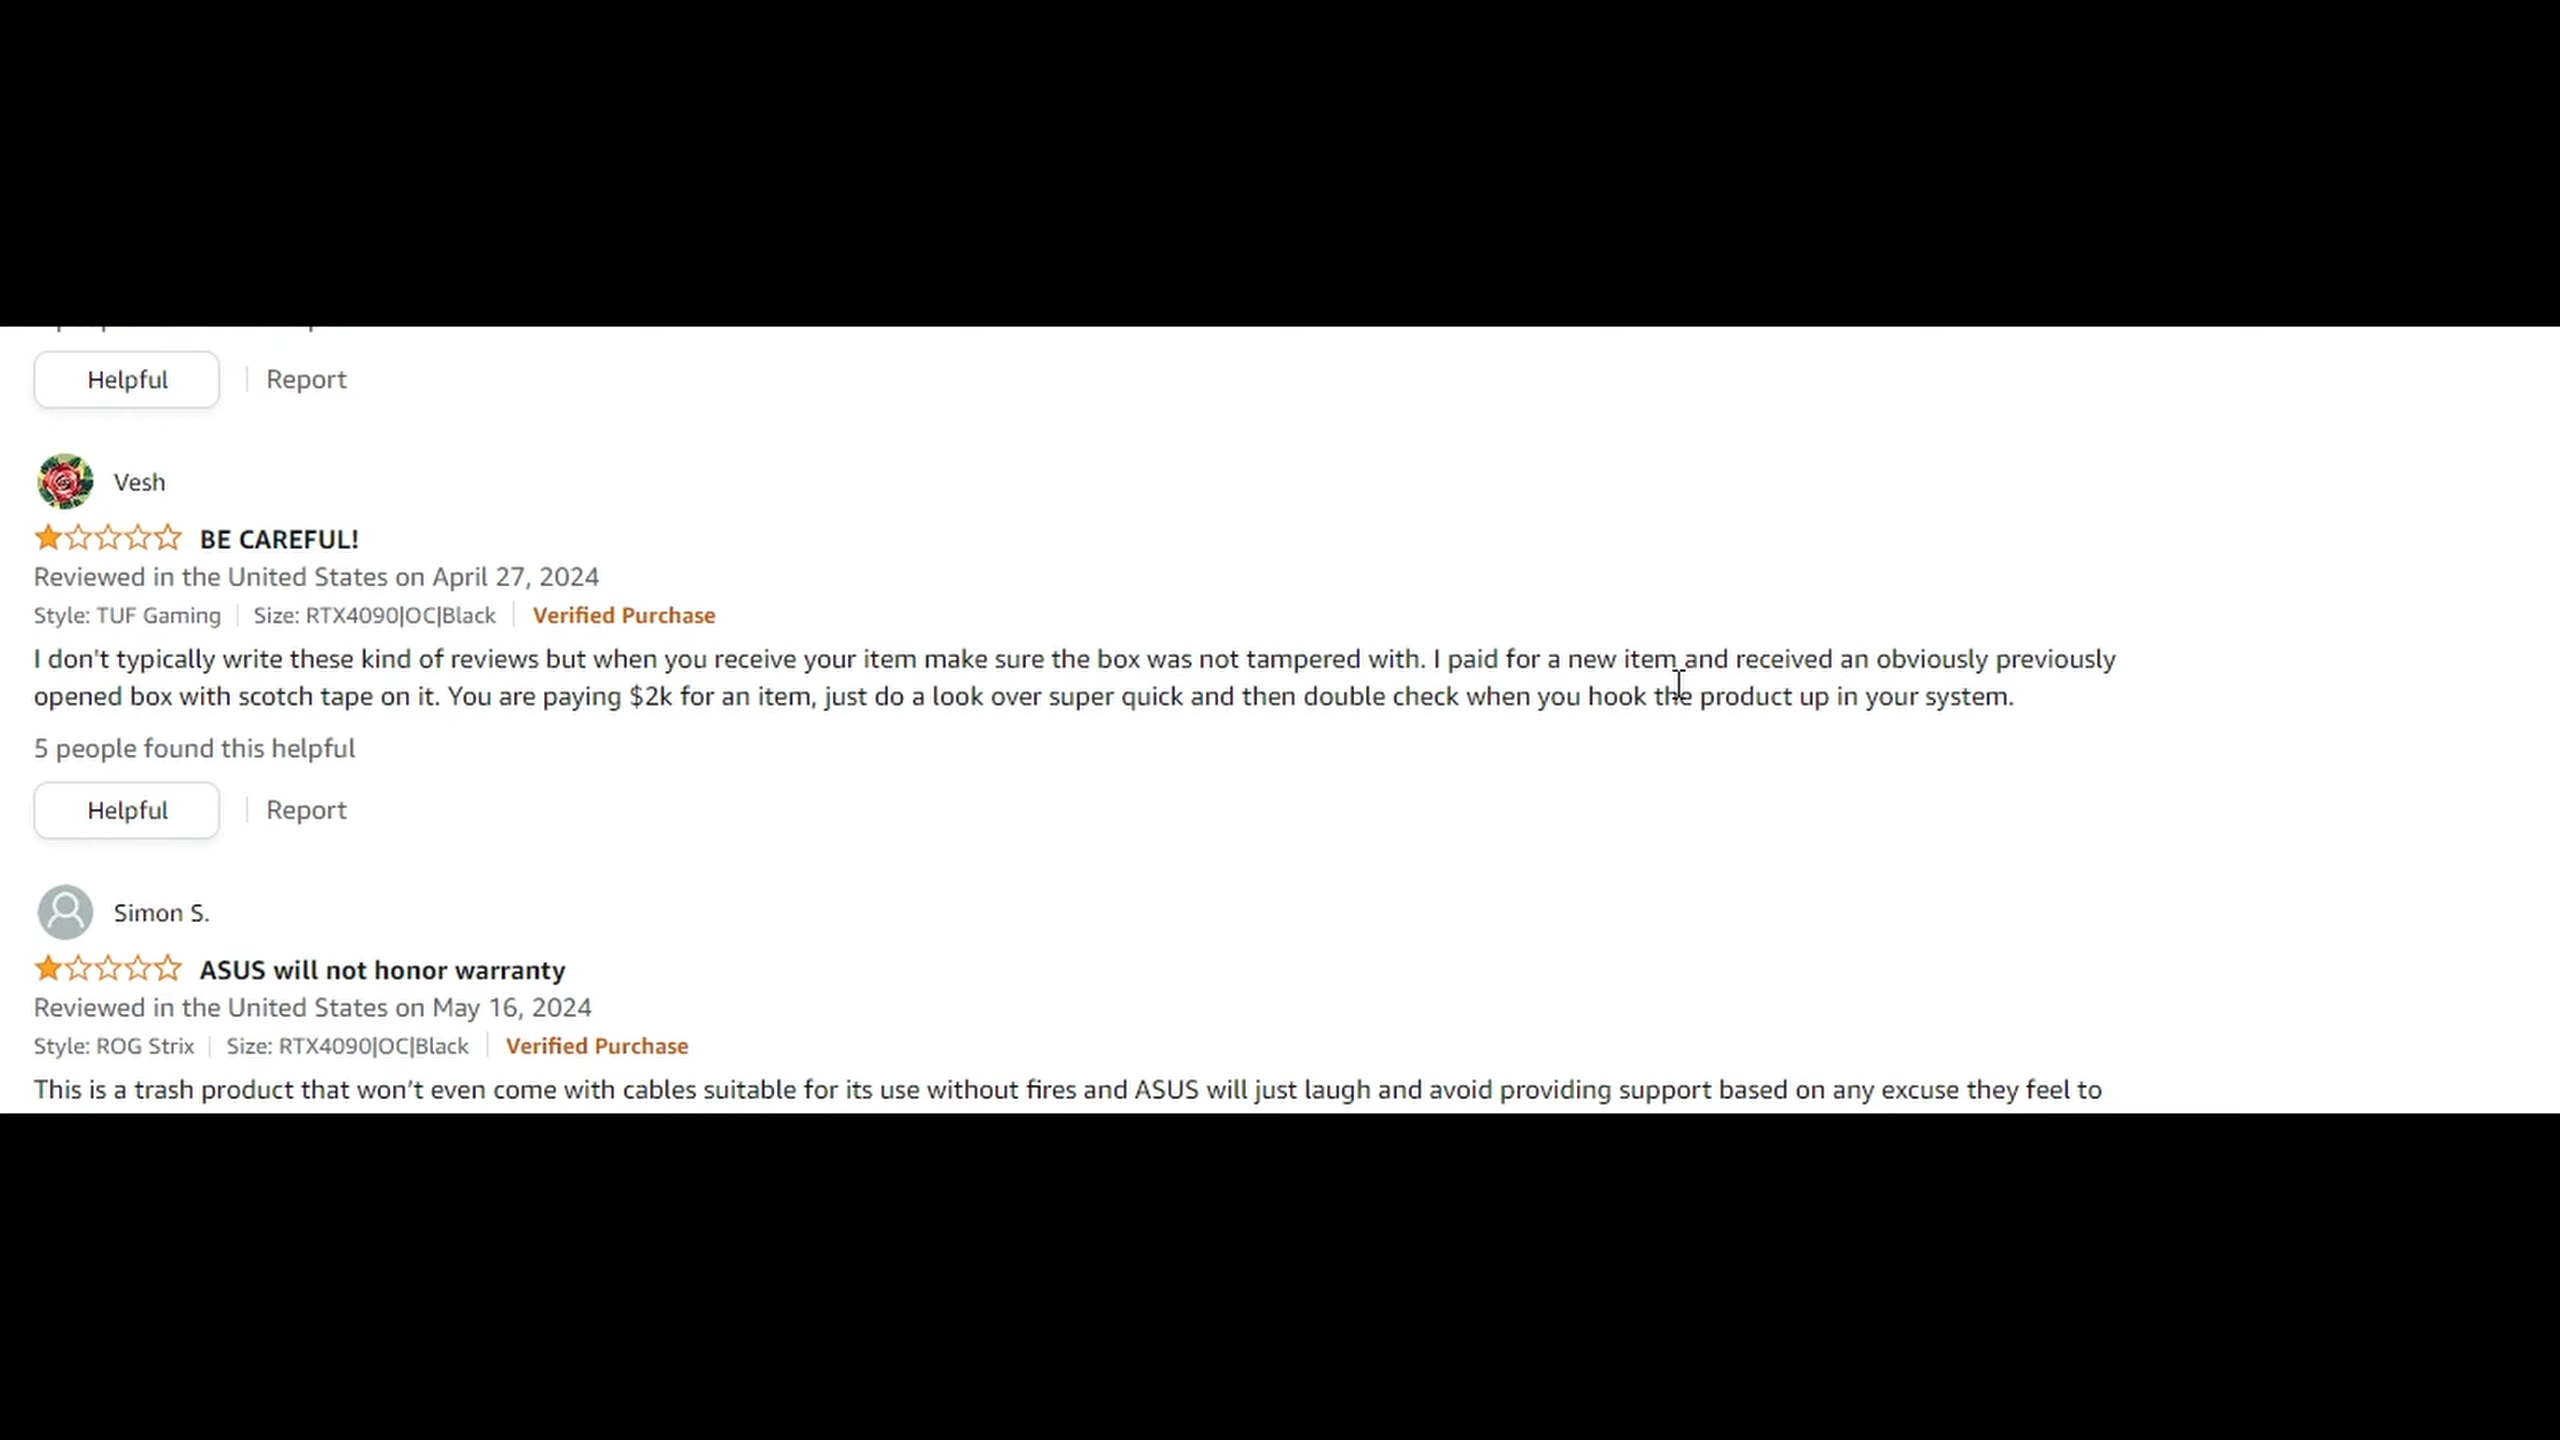 Helpful
Report
Vesh
BE CAREFUL!
Reviewed in the United States on April 27, 2024
Style: TUF Gaming | Size: RTX4090|OC|Black | Verified Purchase
I don't typically write these kind of reviews but when you receive your item make sure the box was not tampered with. I paid for a new item and received an obviously previously
opened box with scotch tape on it. You are paying $2k for an item, just do a look over super quick and then double check when you hook the product up in your system.
5 people found this helpful
Helpful
Report
Simon S.
ASUS will not honor warranty
Reviewed in the United States on May 16, 2024
Style: ROG Strix | Size: RTX4090|OC|Black | Verified Purchase
This is a trash product that won’t even come with cables suitable for its use without fires and ASUS will just laugh and avoid providing support based on any excuse they feel to